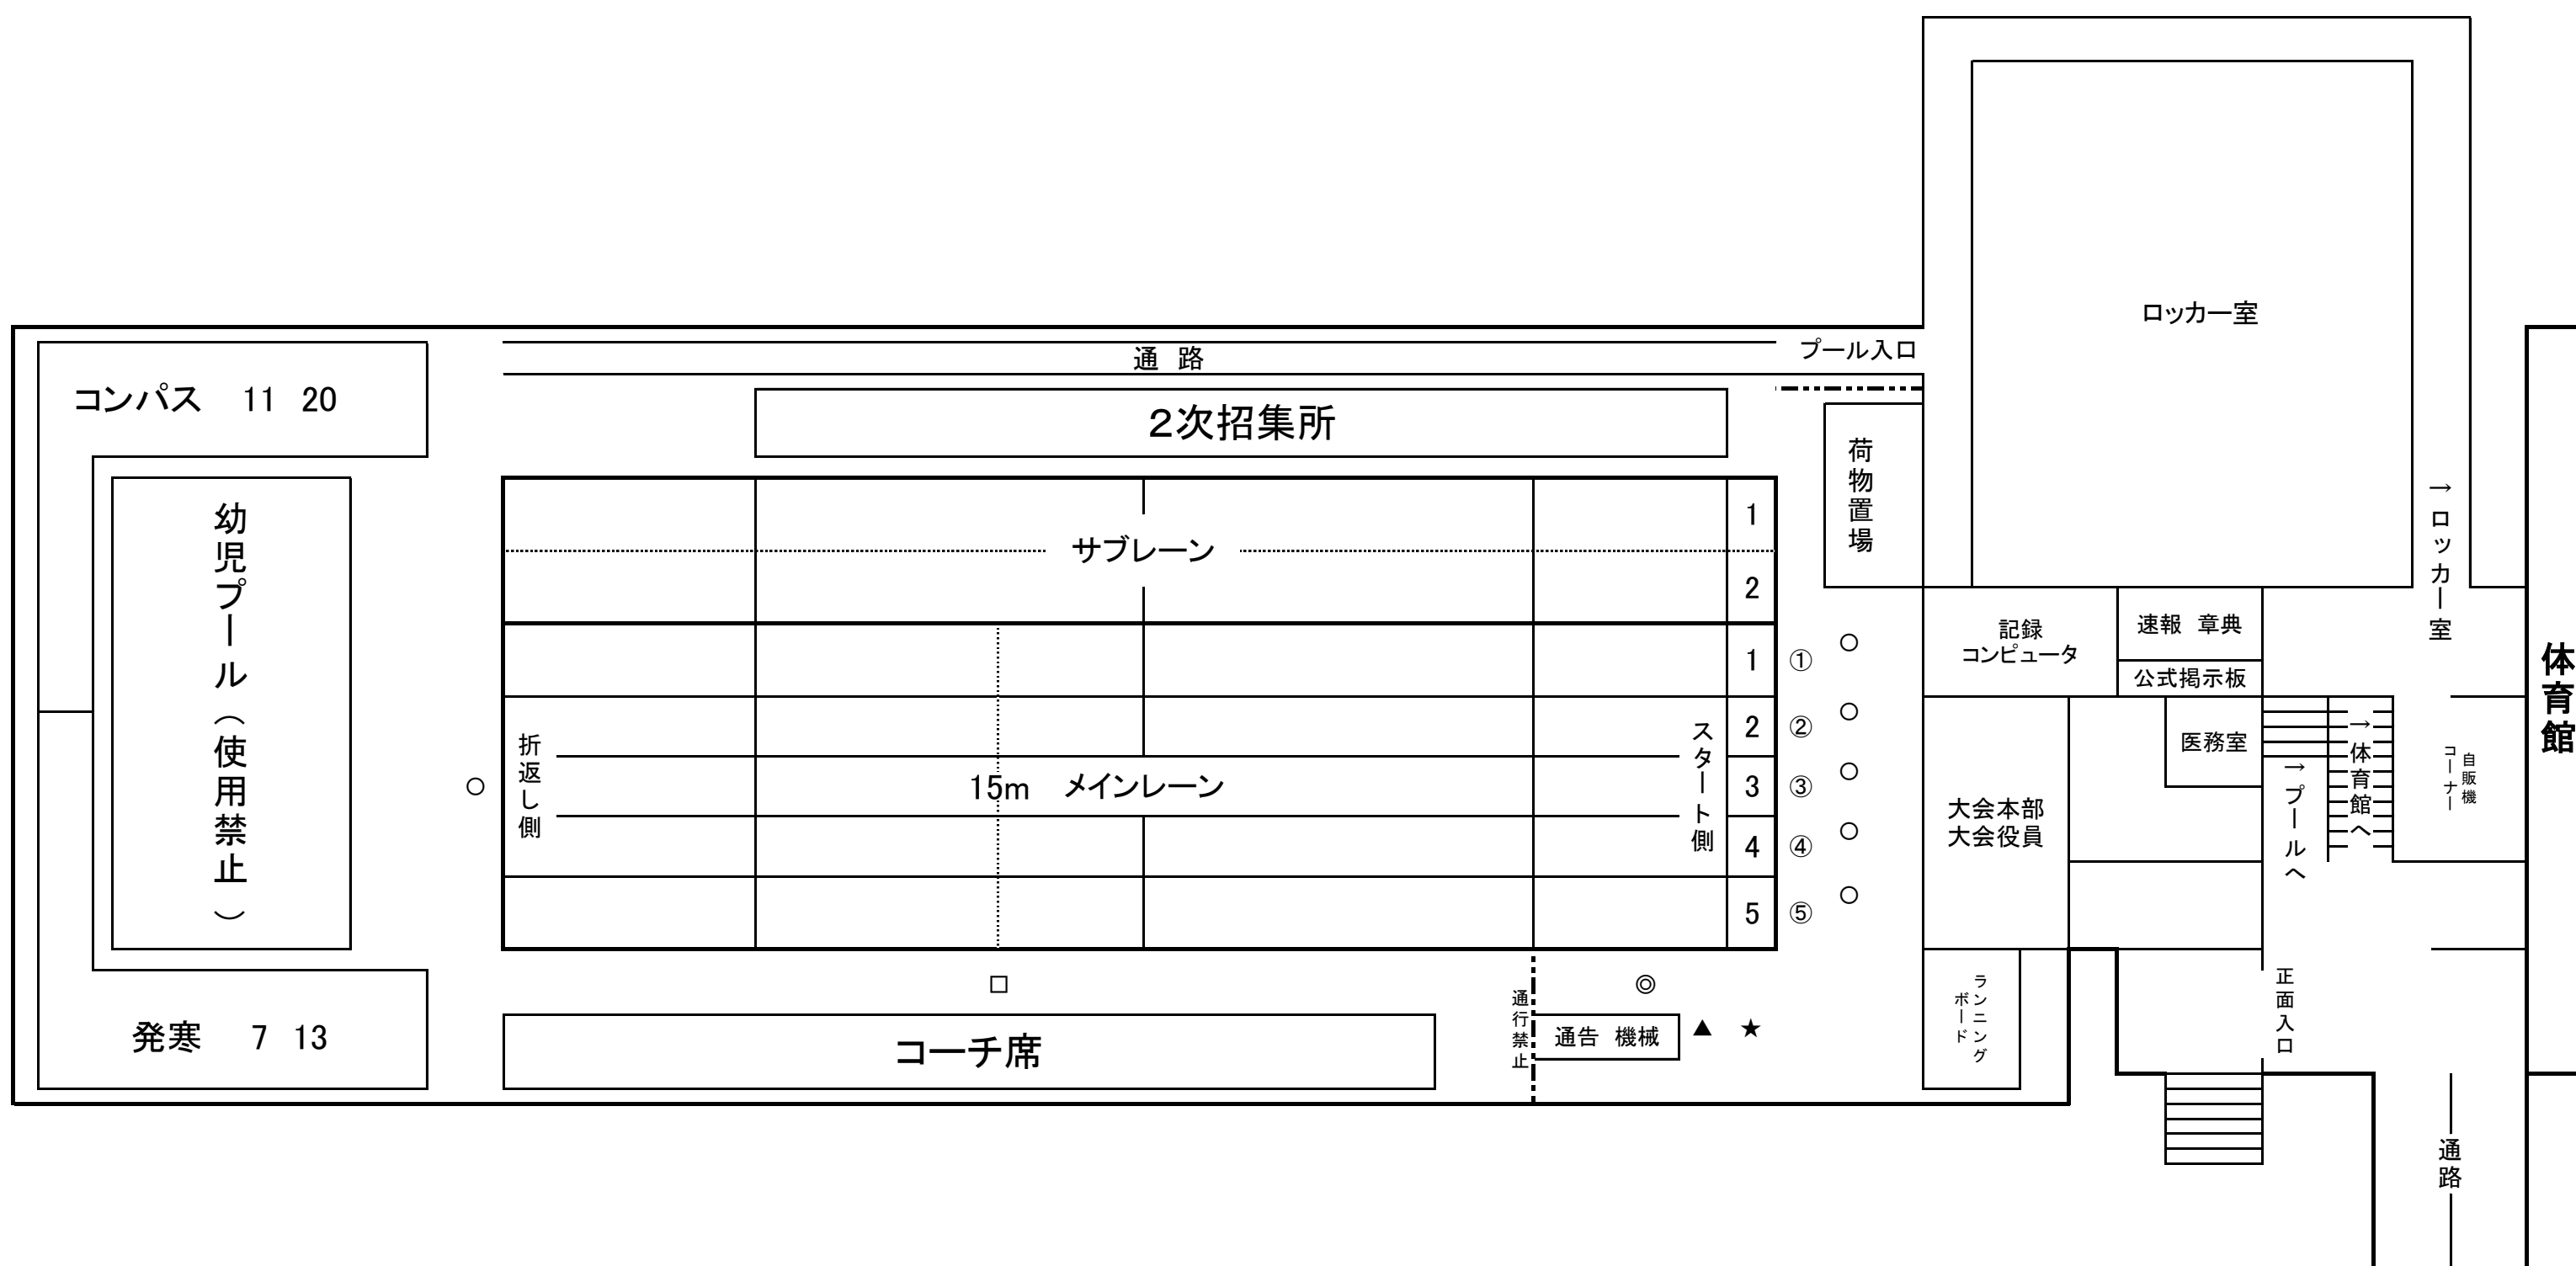 ロッカー室
通 路
プール入口
コンパス 11 20
2次招集所
荷物置場
→ロッカー室
幼児プール(使用禁止)
サブレーン
1
2
1
2
3
4
5
①
②
③
④
⑤
○
○
○
○
○
○
折返し側
15m メインレーン
スタート側
記録
コンピュータ
速報 章典
公式掲示板
医務室
大会本部
大会役員
→プールへ
→体育館へ
自販機
コーナー
体育館
発寒 7 13
□
コーチ席
通行禁止
◎
通告 機械
▲ ★
ランニング
ボード
正面入口
通路